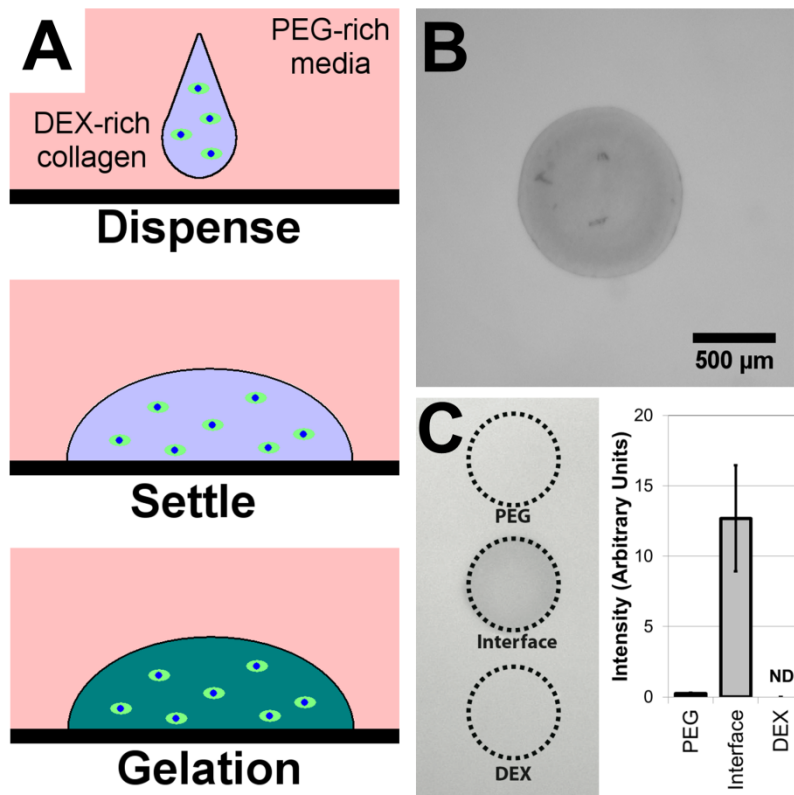 A
PEG-rich
media
DEX-rich
collagen
Dispense
Settle
Gelation
B
500 µm
C
PEG
Interface
DEX
Intensity (Arbitrary Units)
20
15
10
5
0
ND
PEG
Interface
DEX